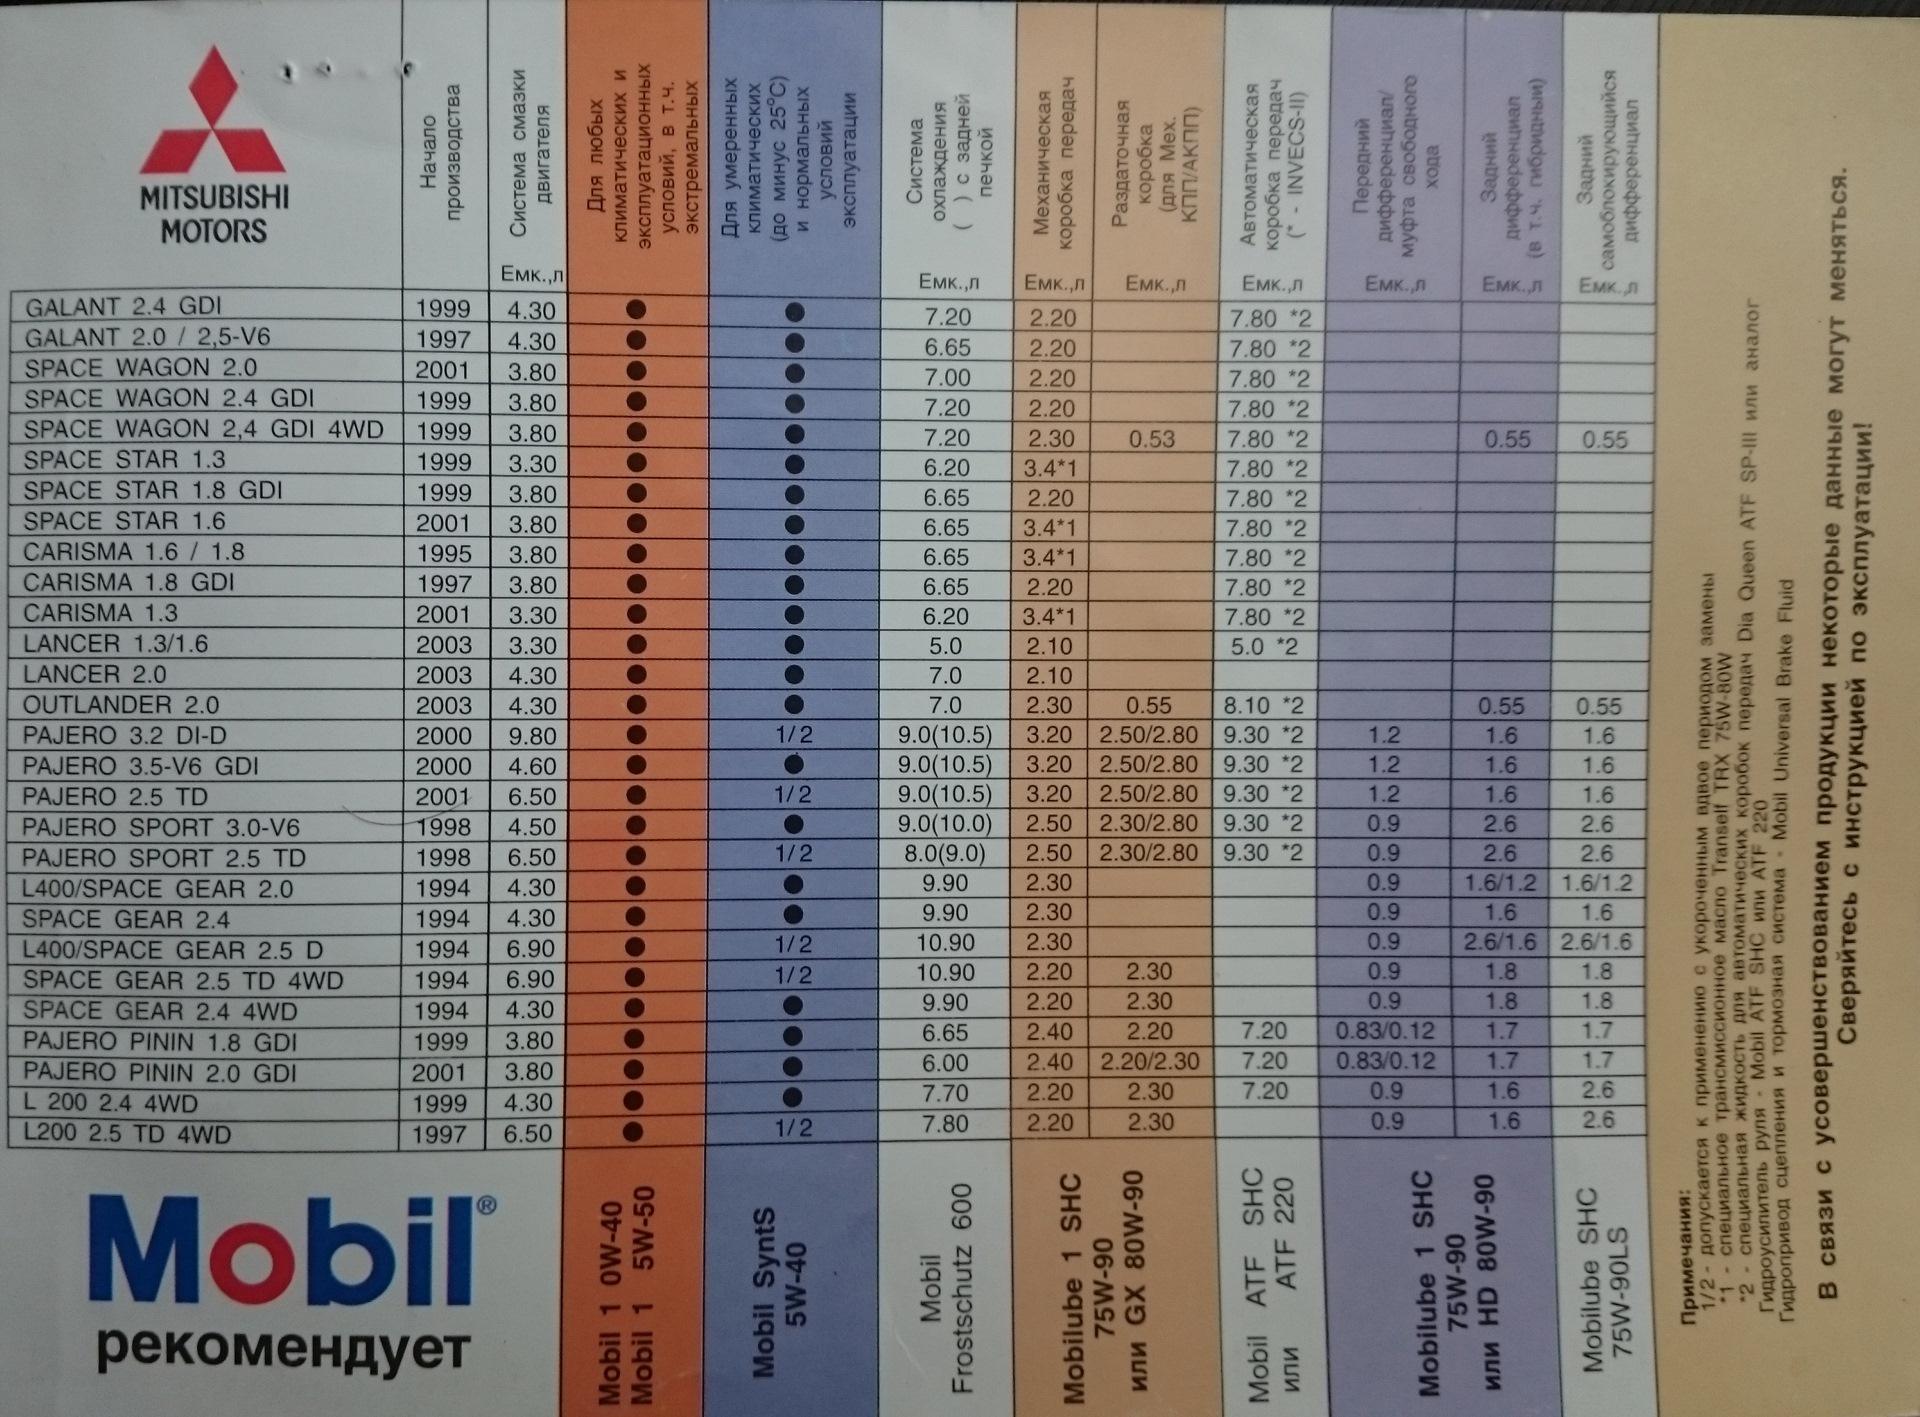 MITSUBISHI
MOTORS
Начало
производства
Система смазки
двигателя
Емк.,л
Для любых
климатических и
эксплуатационных
условий, в т.ч.
экстремальных
Для умеренных
климатических
(до минус 25°С)
и нормальных
условий
эксплуатации
Система
охлаждения
( ) с задней
печкой
Емк.,л
Механическая
коробка передач
Емк.,л
Раздаточная
коробка
(для Мех.
КПП/АКПП)
Емк.,л
Автоматическая
коробка передач
(* - INVECS-II)
Емк.,л
Передний
дифференциал/
муфта свободного
хода
Емк.,л
Задний
дифференциал
(в т.ч. гибридный)
Емк.,л
Задний
самоблокирующийся
дифференциал
Емк.,л
GALANT 2.4 GDI 1999 4.30 ● ● 7.20 2.20 7.80 *2
GALANT 2.0 / 2,5-V6 1997 4.30 ● ● 6.65 2.20 7.80 *2
SPACE WAGON 2.0 2001 3.80 ● ● 7.00 2.20 7.80 *2
SPACE WAGON 2.4 GDI 1999 3.80 ● ● 7.20 2.20 7.80 *2
SPACE WAGON 2,4 GDI 4WD 1999 3.80 ● ● 7.20 2.30 0.53 7.80 *2 0.55 0.55
SPACE STAR 1.3 1999 3.30 ● ● 6.20 3.4*1 7.80 *2
SPACE STAR 1.8 GDI 1999 3.80 ● ● 6.65 2.20 7.80 *2
SPACE STAR 1.6 2001 3.80 ● ● 6.65 3.4*1 7.80 *2
CARISMA 1.6 / 1.8 1995 3.80 ● ● 6.65 3.4*1 7.80 *2
CARISMA 1.8 GDI 1997 3.80 ● ● 6.65 2.20 7.80 *2
CARISMA 1.3 2001 3.30 ● ● 6.20 3.4*1 7.80 *2
LANCER 1.3/1.6 2003 3.30 ● ● 5.0 2.10 5.0 *2
LANCER 2.0 2003 4.30 ● ● 7.0 2.10
OUTLANDER 2.0 2003 4.30 ● ● 7.0 2.30 0.55 8.10 *2 0.55 0.55
PAJERO 3.2 DI-D 2000 9.80 ● 1/2 9.0(10.5) 3.20 2.50/2.80 9.30 *2 1.2 1.6 1.6
PAJERO 3.5-V6 GDI 2000 4.60 ● ● 9.0(10.5) 3.20 2.50/2.80 9.30 *2 1.2 1.6 1.6
PAJERO 2.5 TD 2001 6.50 ● 1/2 9.0(10.5) 3.20 2.50/2.80 9.30 *2 1.2 1.6 1.6
PAJERO SPORT 3.0-V6 1998 4.50 ● ● 9.0(10.0) 2.50 2.30/2.80 9.30 *2 0.9 2.6 2.6
PAJERO SPORT 2.5 TD 1998 6.50 ● 1/2 8.0(9.0) 2.50 2.30/2.80 9.30 *2 0.9 2.6 2.6
L400/SPACE GEAR 2.0 1994 4.30 ● ● 9.90 2.30 0.9 1.6/1.2 1.6/1.2
SPACE GEAR 2.4 1994 4.30 ● ● 9.90 2.30 0.9 1.6 1.6
L400/SPACE GEAR 2.5 D 1994 6.90 ● 1/2 10.90 2.30 0.9 2.6/1.6 2.6/1.6
SPACE GEAR 2.5 TD 4WD 1994 6.90 ● 1/2 10.90 2.20 2.30 0.9 1.8 1.8
SPACE GEAR 2.4 4WD 1994 4.30 ● ● 9.90 2.20 2.30 0.9 1.8 1.8
PAJERO PININ 1.8 GDI 1999 3.80 ● ● 6.65 2.40 2.20 7.20 0.83/0.12 1.7 1.7
PAJERO PININ 2.0 GDI 2001 3.80 ● ● 6.00 2.40 2.20/2.30 7.20 0.83/0.12 1.7 1.7
L 200 2.4 4WD 1999 4.30 ● ● 7.70 2.20 2.30 7.20 0.9 1.6 2.6
L200 2.5 TD 4WD 1997 6.50 ● 1/2 7.80 2.20 2.30 0.9 1.6 2.6
Mobil®
рекомендует
Mobil 1 0W-40
Mobil 1 5W-50
Mobil SyntS
5W-40
Mobil
Frostschutz 600
Mobilube 1 SHC
75W-90
или GX 80W-90
Mobil ATF SHC
или ATF 220
Mobilube 1 SHC
75W-90
или HD 80W-90
Mobilube SHC
75W-90LS
Примечания:
1/2 - допускается к применению с укороченным вдвое периодом замены
*1 - специальное трансмиссионное масло Tranself TRX 75W-80W
*2 - специальная жидкость для автоматических коробок передач Dia Queen ATF SP-III или аналог
Гидроусилитель руля - Mobil ATF SHC или ATF 220
Гидропривод сцепления и тормозная система - Mobil Universal Brake Fluid
В связи с усовершенствованием продукции некоторые данные могут меняться.
Сверяйтесь с инструкцией по эксплуатации!